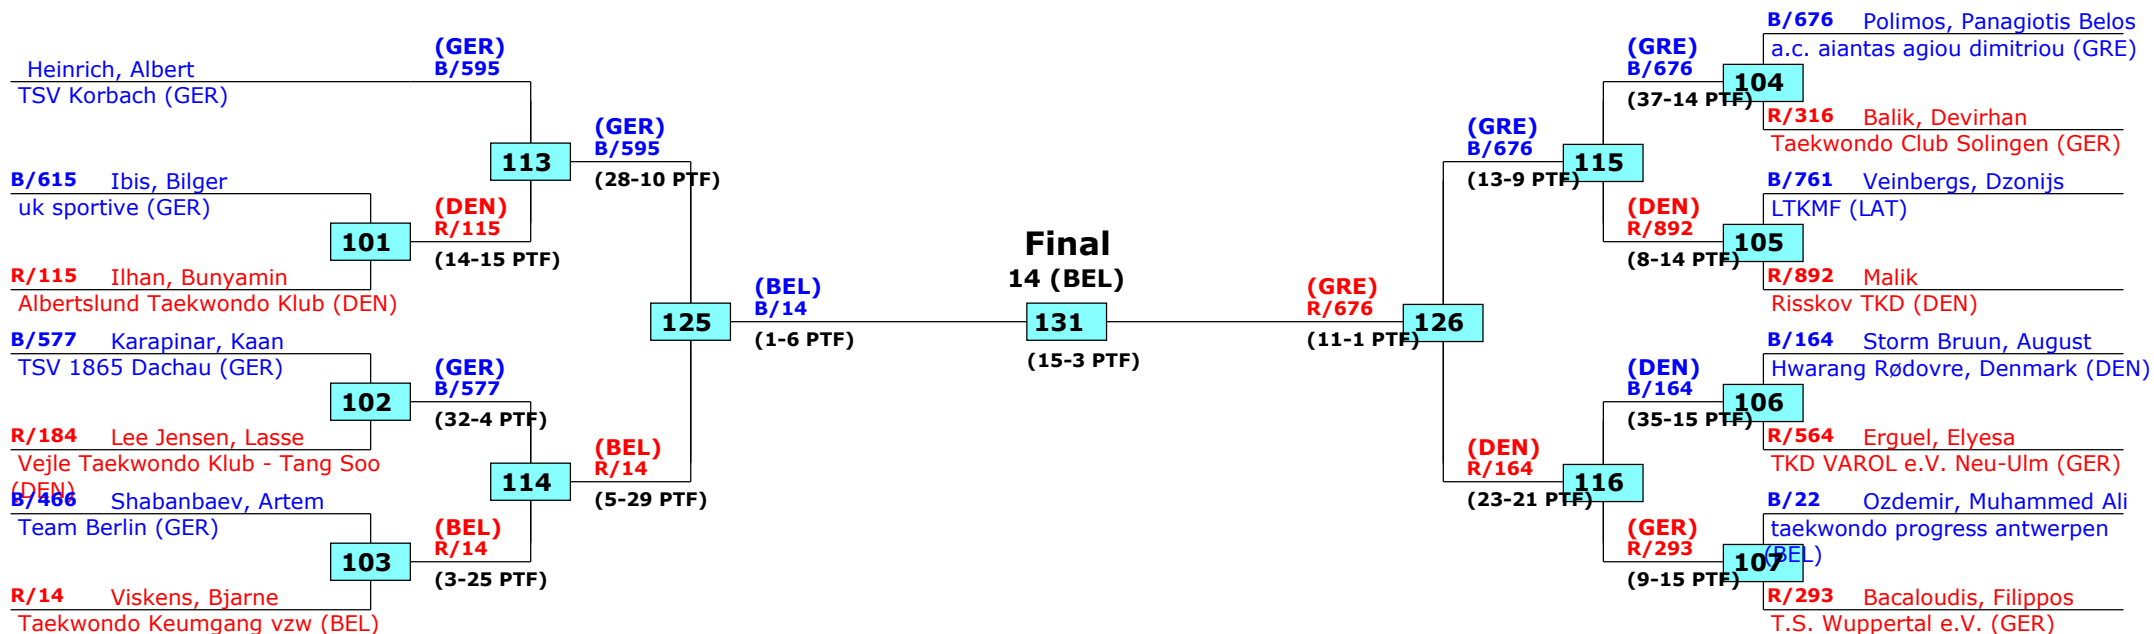 Heinrich, Albert
TSV Korbach (GER)
B/615 Ibis, Bilger
uk sportive (GER)
101
R/115 Ilhan, Bunyamin
Albertslund Taekwondo Klub (DEN)
B/577 Karapinar, Kaan
TSV 1865 Dachau (GER)
102
R/184 Lee Jensen, Lasse
Vejle Taekwondo Klub - Tang Soo
(DEN)
B/466 Shabanbaev, Artem
Team Berlin (GER)
103
R/14 Viskens, Bjarne
Taekwondo Keumgang vzw (BEL)
(GER)
B/595
113
(DEN)
R/115
(14-15 PTF)
(GER)
B/577
(32-4 PTF)
114
(BEL)
R/14
(3-25 PTF)
(GER)
B/595
(28-10 PTF)
125
(BEL)
R/14
(5-29 PTF)
(BEL)
B/14
(1-6 PTF)
Final
14 (BEL)
131
(15-3 PTF)
(GRE)
R/676
(11-1 PTF)
126
(GRE)
B/676
(13-9 PTF)
115
(DEN)
R/164
(23-21 PTF)
116
(GRE)
B/676
(37-14 PTF)
(DEN)
R/892
(8-14 PTF)
(DEN)
B/164
(35-15 PTF)
(GER)
R/293
(9-15 PTF)
B/676 Polimos, Panagiotis Belos
a.c. aiantas agiou dimitriou (GRE)
104
R/316 Balik, Devirhan
Taekwondo Club Solingen (GER)
B/761 Veinbergs, Dzonijs
LTKMF (LAT)
105
R/892 Malik
Risskov TKD (DEN)
B/164 Storm Bruun, August
Hwarang Rødovre, Denmark (DEN)
106
R/564 Erguel, Elyesa
TKD VAROL e.V. Neu-Ulm (GER)
B/22 Ozdemir, Muhammed Ali
taekwondo progress antwerpen
(BEL)
107
R/293 Bacaloudis, Filippos
T.S. Wuppertal e.V. (GER)